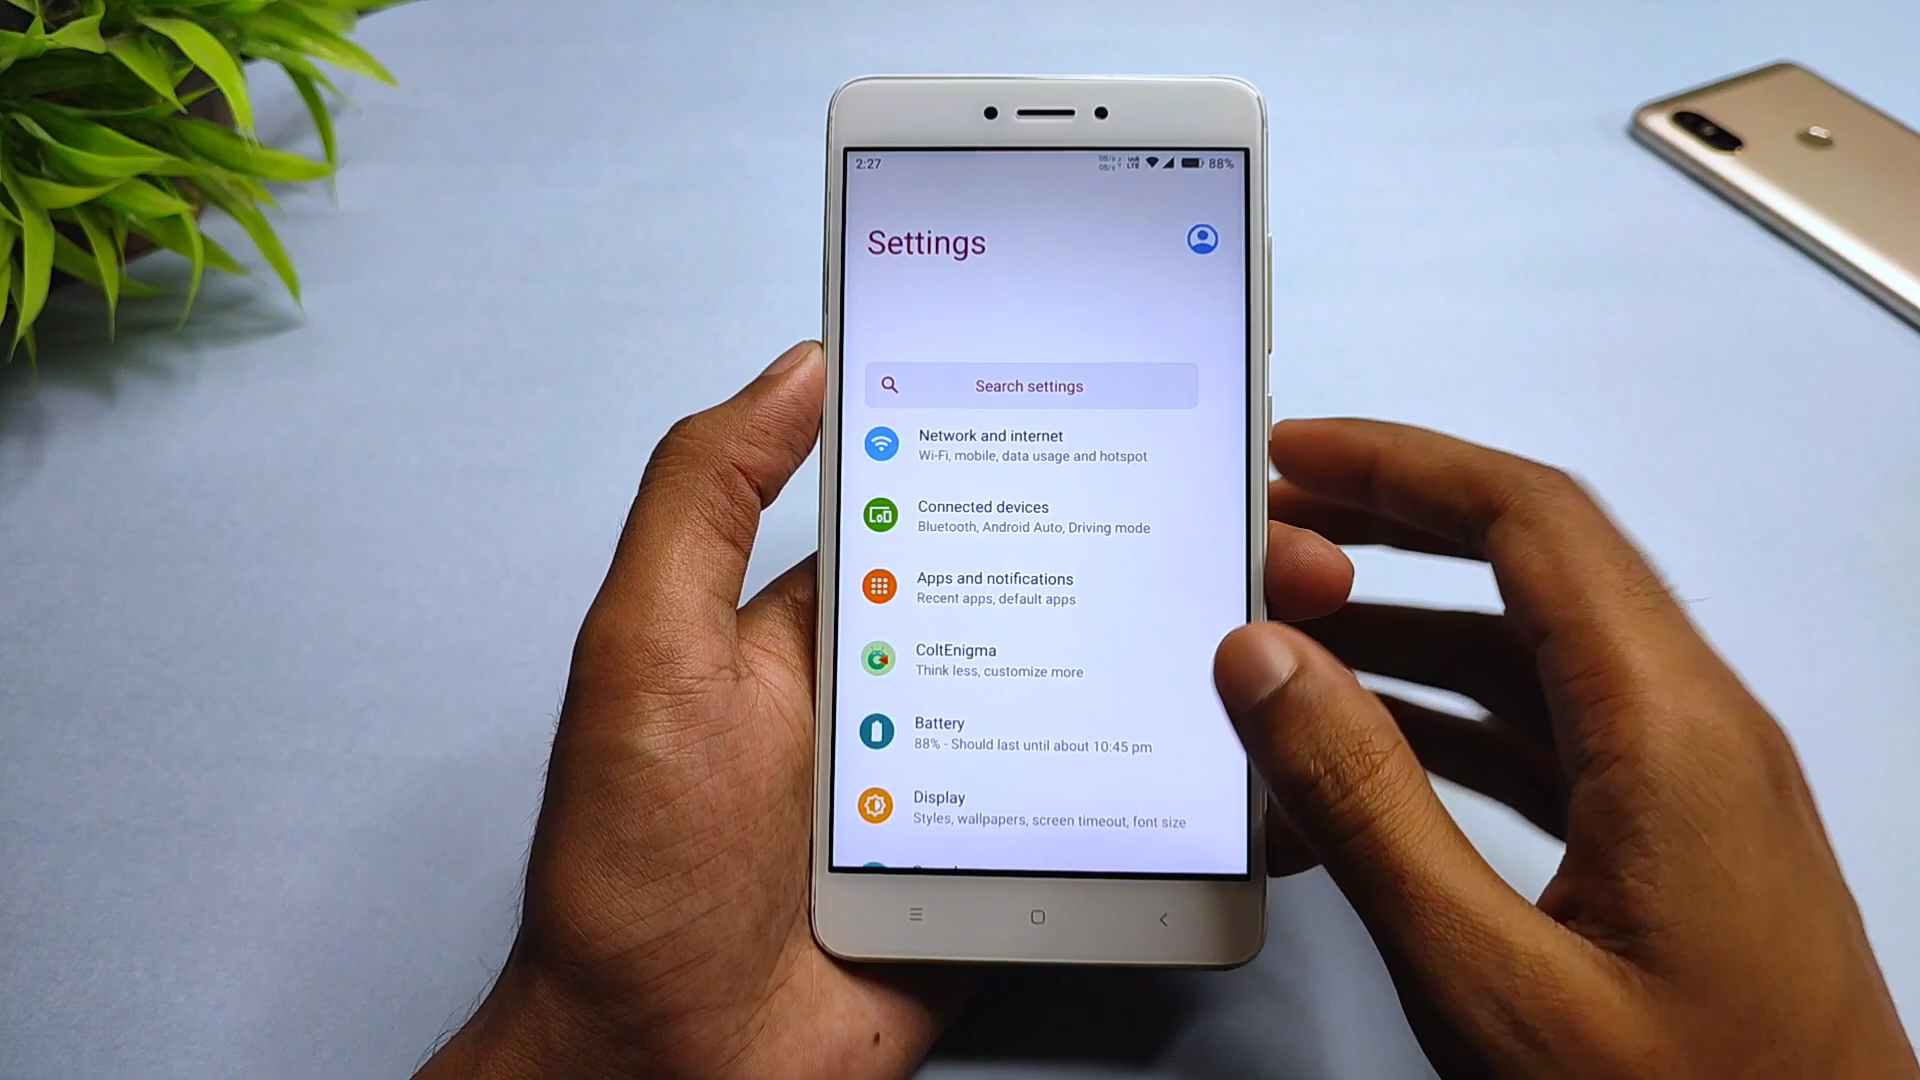 2:27
88%
Settings
Search settings
Network and internet
Wi-Fi, mobile, data usage and hotspot
Connected devices
Bluetooth, Android Auto, Driving mode
Apps and notifications
Recent apps, default apps
ColtEnigma
Think less, customize more
Battery
88% - Should last until about 10:45 pm
Display
Styles, wallpapers, screen timeout, font size